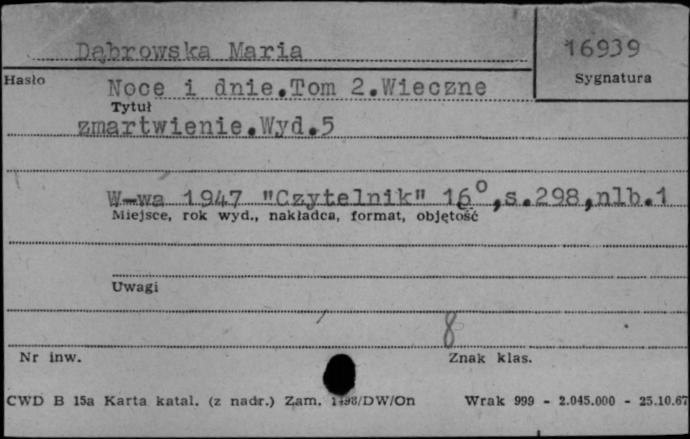 Dąbrowska Maria
16939
Hasło
Sygnatura
Noce i dnie.Tom 2.Wieczne
Tytuł
zmartwienie.Wyd.5
W-wa 1947 "Czytelnik" 16°,s.298,nlb.1
Miejsce, rok wyd., nakładca, format, objętość
Uwagi
8
Nr inw.
Znak klas.
CWD B 15a Karta katal. (z nadr.) Zam. /DW/On
Wrak 999 - 2.045.000 - 25.10.67